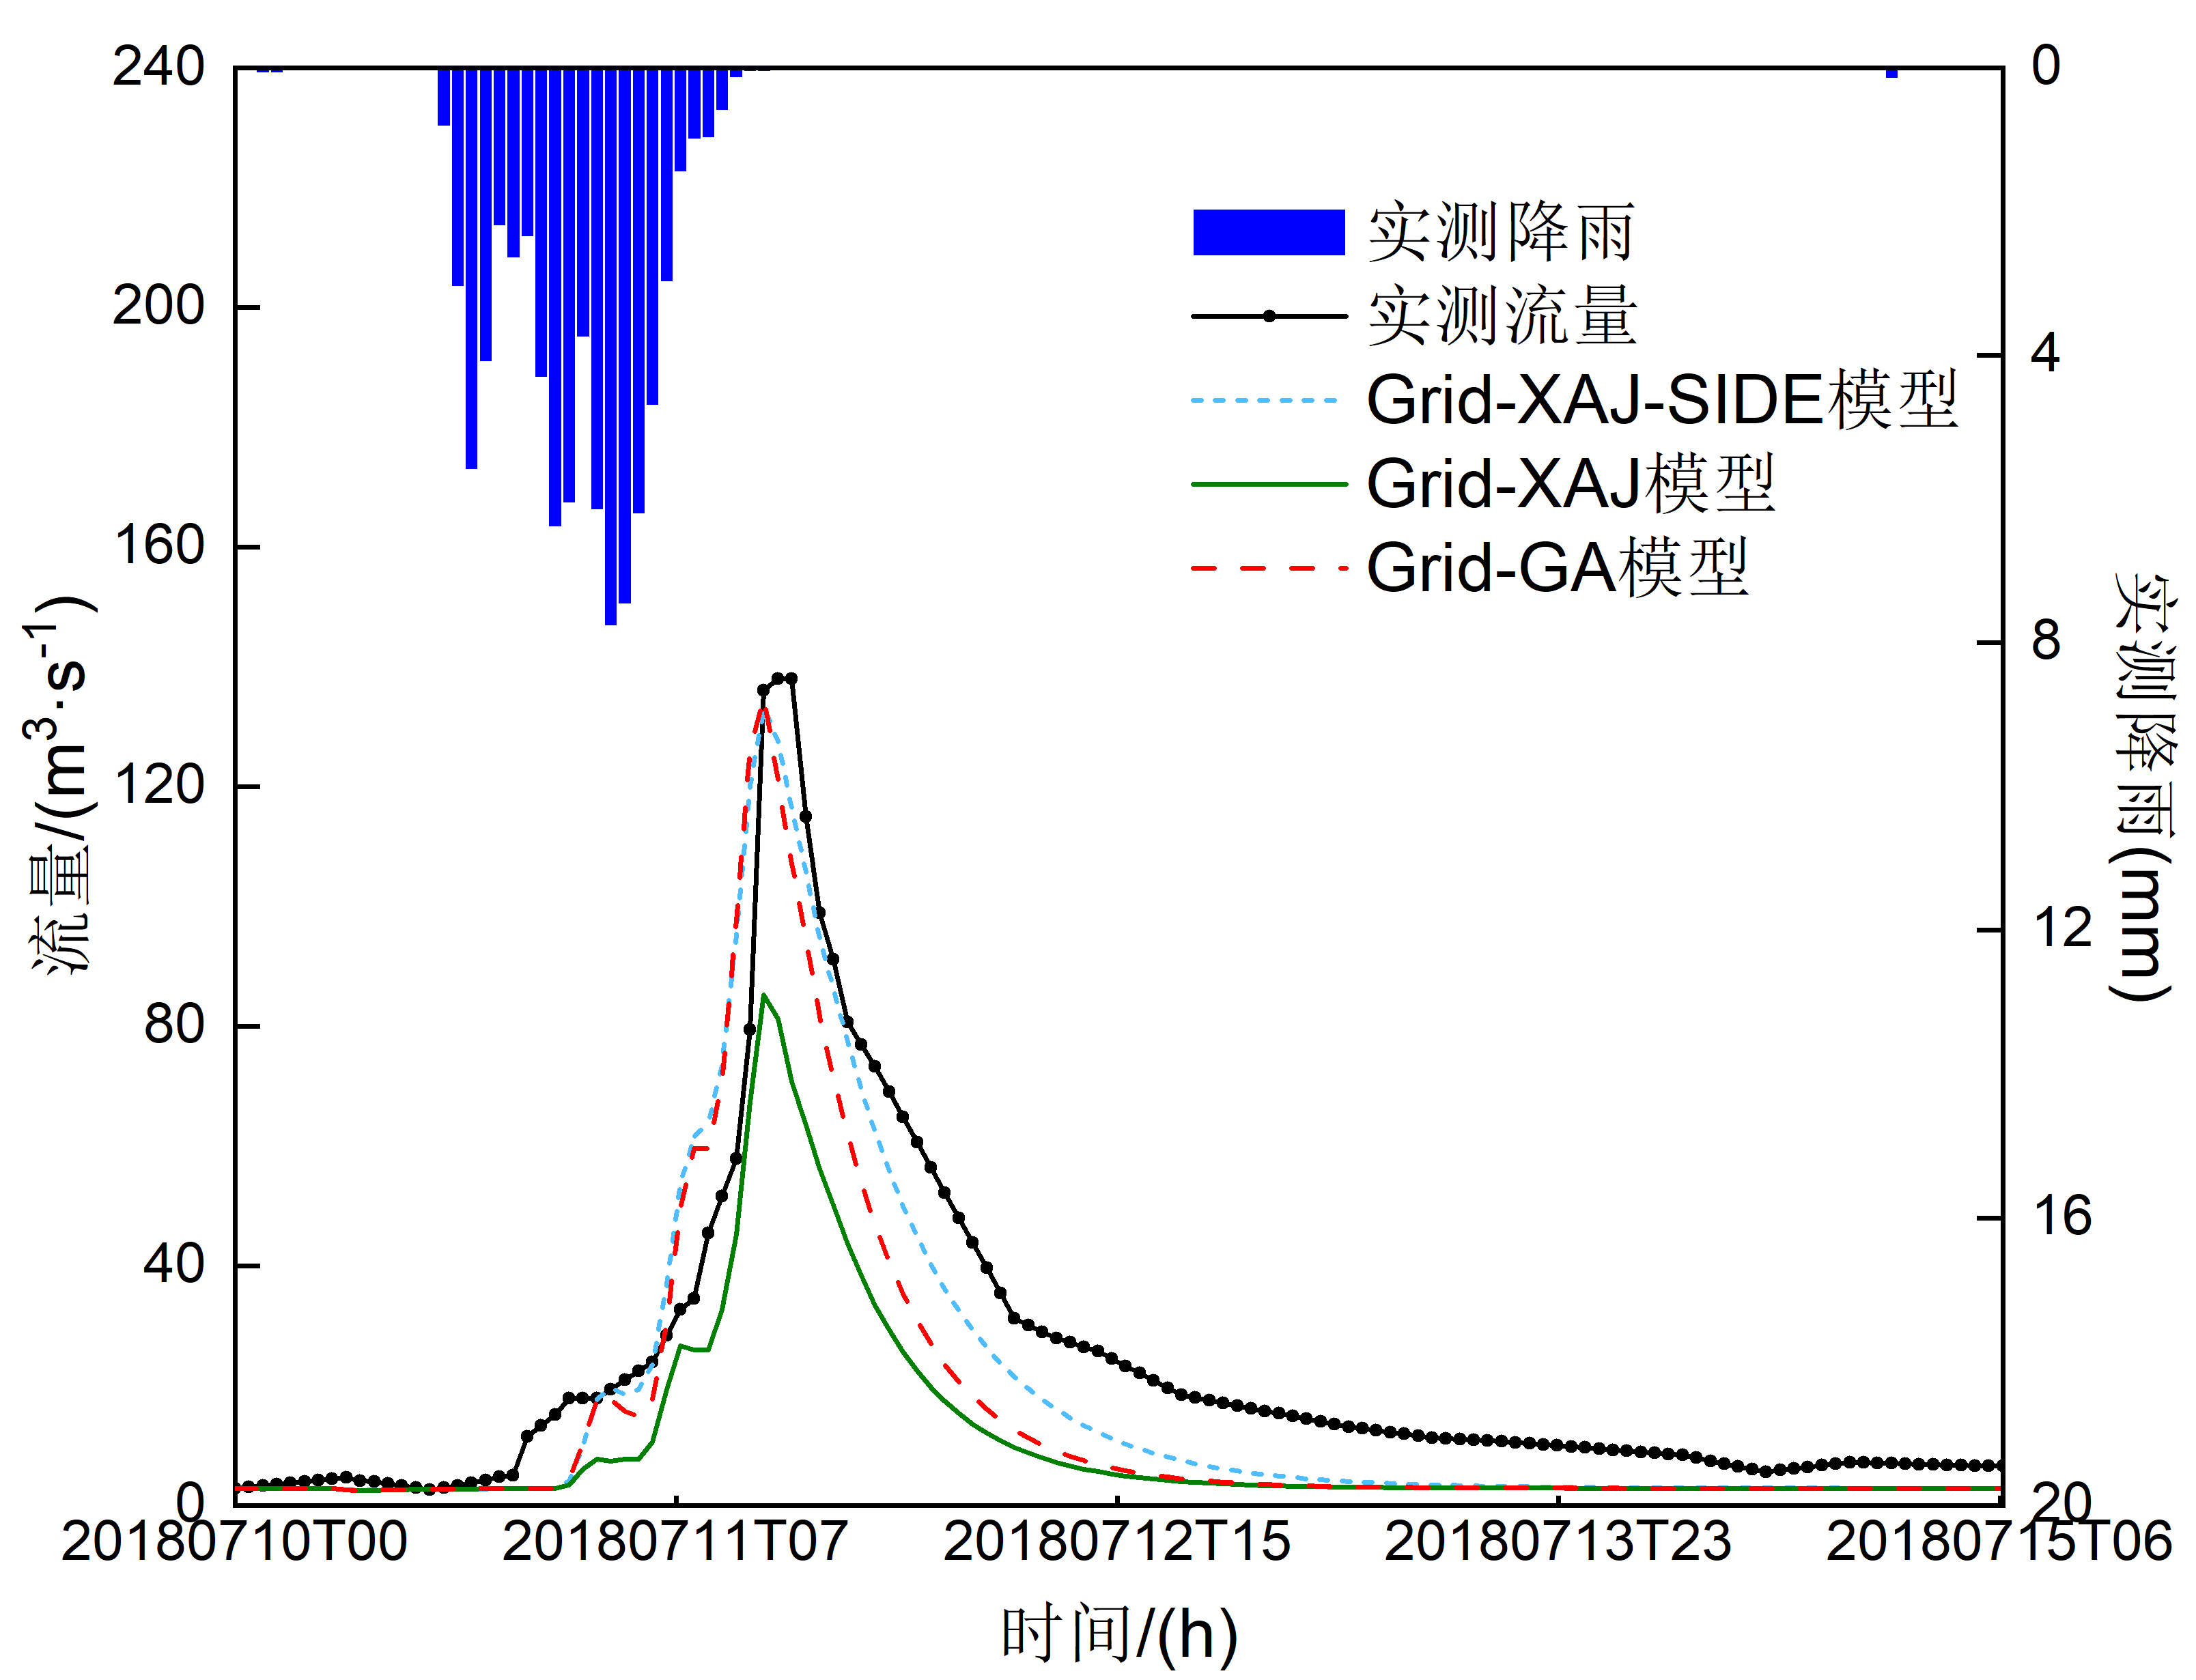 240
200
160
120
80
40
0
流量/(m³·s⁻¹)
0
4
8
12
16
20
实测降雨(mm)
实测降雨
实测流量
Grid-XAJ-SIDE模型
Grid-XAJ模型
Grid-GA模型
20180710T00
20180711T07
20180712T15
20180713T23
20180715T06
时间/(h)